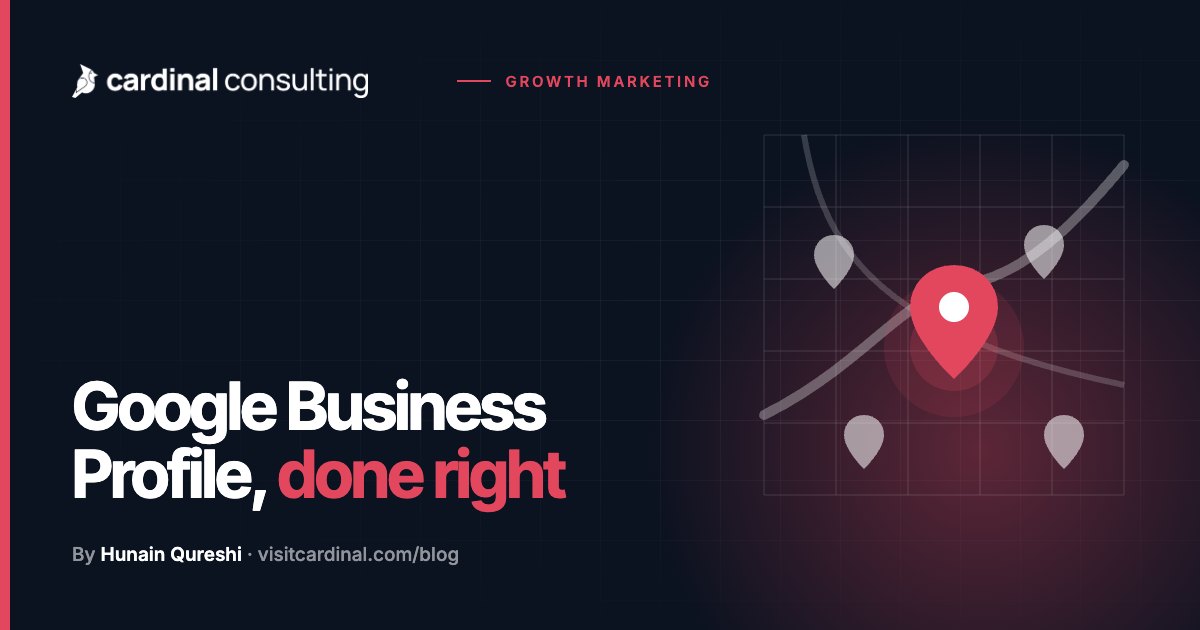 cardinal consulting
GROWTH MARKETING
Google Business
Profile, done right
By Hunain Qureshi · visitcardinal.com/blog